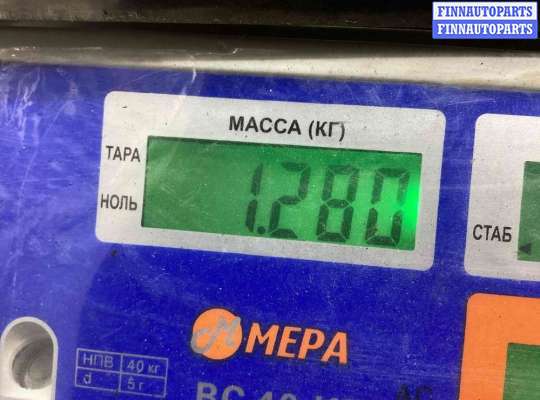 FINNAUTOPARTS
FINNAUTOPARTS
МАССА (КГ)
ТАРА
НОЛЬ
1.280
СТАБ
МЕРА
НПВ 40 кг
d 5 г